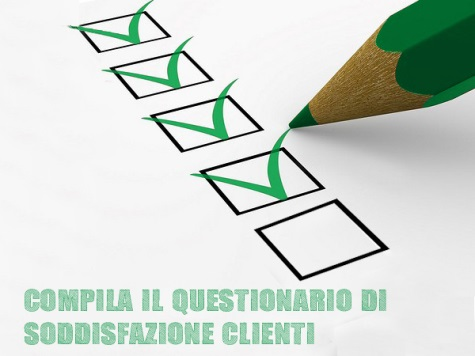 COMPILA IL QUESTIONARIO DI
SODDISFAZIONE CLIENTI